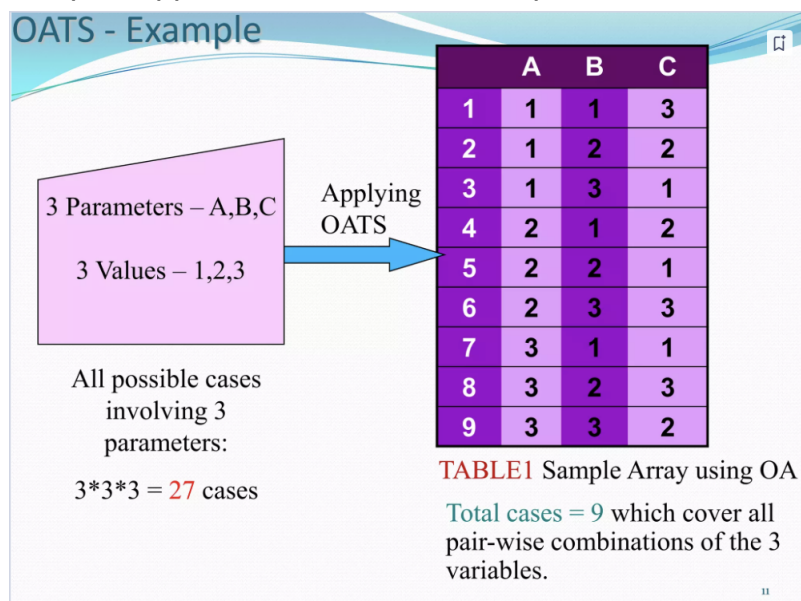 OATS - Example
3 Parameters – A,B,C
3 Values – 1,2,3
All possible cases
involving 3
parameters:
3*3*3 = 27 cases
Applying
OATS
A B C
1 1 1 3
2 1 2 2
3 1 3 1
4 2 1 2
5 2 2 1
6 2 3 3
7 3 1 1
8 3 2 3
9 3 3 2
TABLE1 Sample Array using OA
Total cases = 9 which cover all
pair-wise combinations of the 3
variables.
11